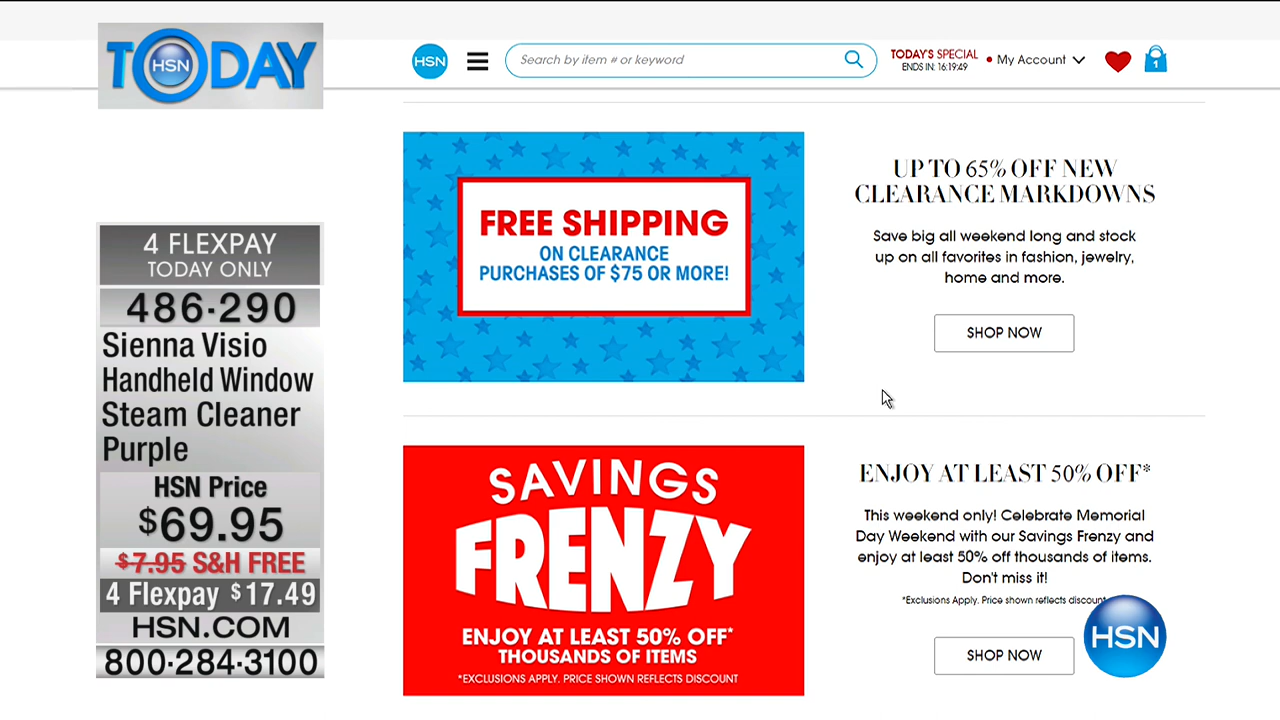 TODAY
HSN
HSN
Search by item # or keyword
TODAY'S SPECIAL
ENDS IN: 16:19:49
My Account
1
4 FLEXPAY
TODAY ONLY
486·290
Sienna Visio
Handheld Window
Steam Cleaner
Purple
HSN Price
$69.95
$7.95 S&H FREE
4 Flexpay $17.49
HSN.COM
800·284·3100
FREE SHIPPING
ON CLEARANCE
PURCHASES OF $75 OR MORE!
UP TO 65% OFF NEW
CLEARANCE MARKDOWNS
Save big all weekend long and stock
up on all favorites in fashion, jewelry,
home and more.
SHOP NOW
SAVINGS
FRENZY
ENJOY AT LEAST 50% OFF*
THOUSANDS OF ITEMS
*EXCLUSIONS APPLY. PRICE SHOWN REFLECTS DISCOUNT
ENJOY AT LEAST 50% OFF*
This weekend only! Celebrate Memorial
Day Weekend with our Savings Frenzy and
enjoy at least 50% off thousands of items.
Don't miss it!
*Exclusions Apply. Price shown reflects discount
SHOP NOW
HSN